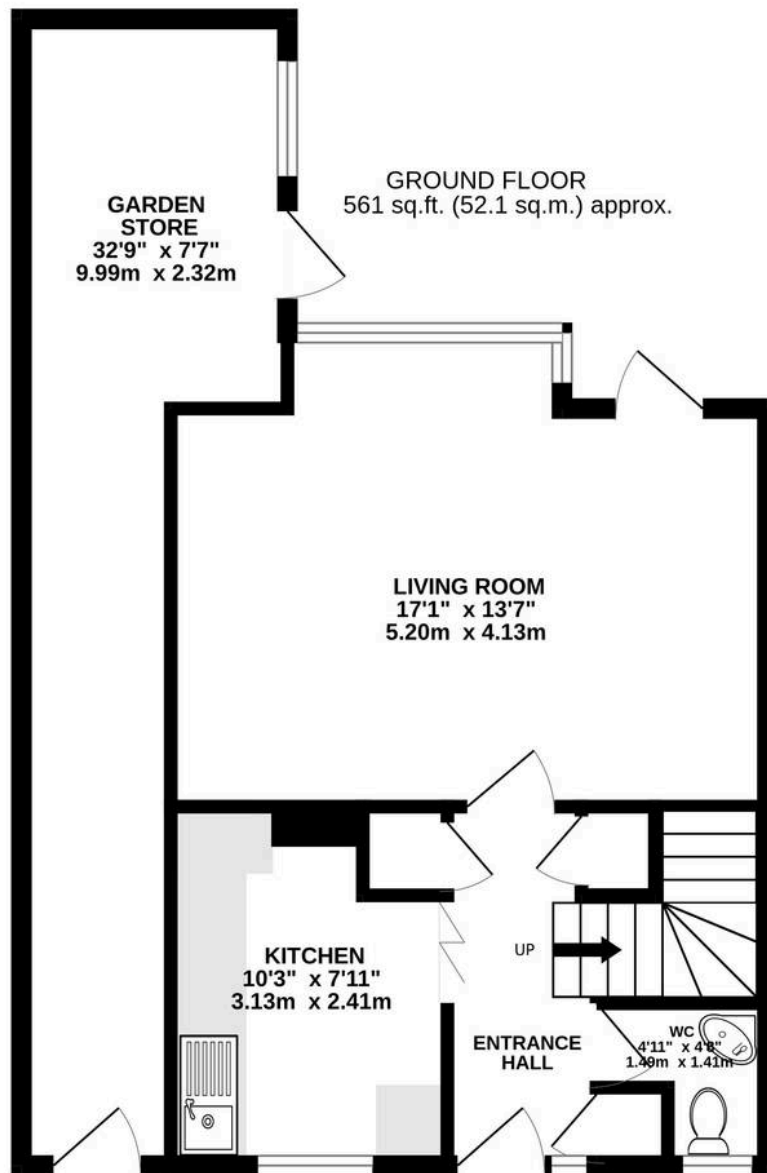 GROUND FLOOR
561 sq.ft. (52.1 sq.m.) approx.
GARDEN
STORE
32'9" x 7'7"
9.99m x 2.32m
LIVING ROOM
17'1" x 13'7"
5.20m x 4.13m
KITCHEN
10'3" x 7'11"
3.13m x 2.41m
UP
ENTRANCE
HALL
WC
4'11" x 4'8"
1.49m x 1.41m